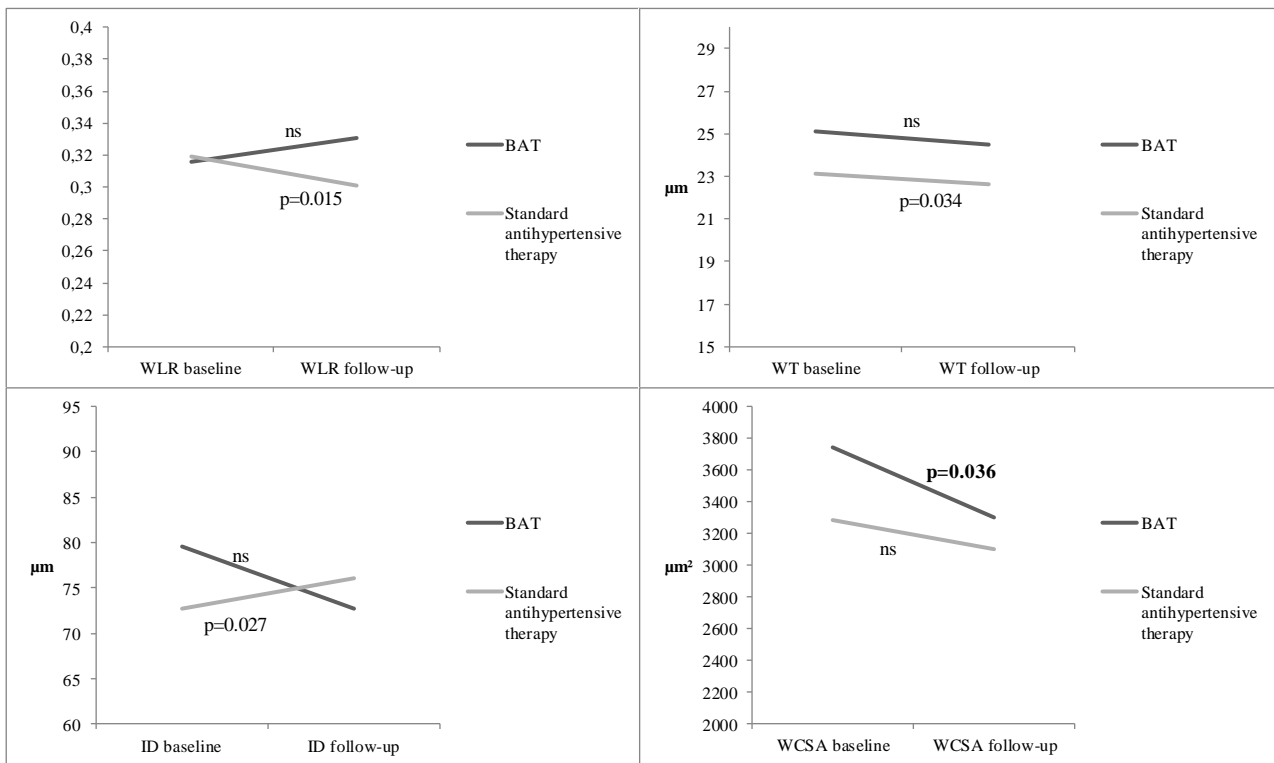 0,4
0,38
0,36
0,34
0,32
0,3
0,28
0,26
0,24
0,22
0,2
ns
p=0.015
WLR baseline
WLR follow-up
BAT
Standard
antihypertensive
therapy
29
27
25
23
21
19
17
15
µm
ns
p=0.034
WT baseline
WT follow-up
BAT
Standard
antihypertensive
therapy
95
90
85
80
75
70
65
60
µm
ns
p=0.027
ID baseline
ID follow-up
BAT
Standard
antihypertensive
therapy
4000
3800
3600
3400
3200
3000
2800
2600
2400
2200
2000
µm²
p=0.036
ns
WCSA baseline
WCSA follow-up
BAT
Standard
antihypertensive
therapy